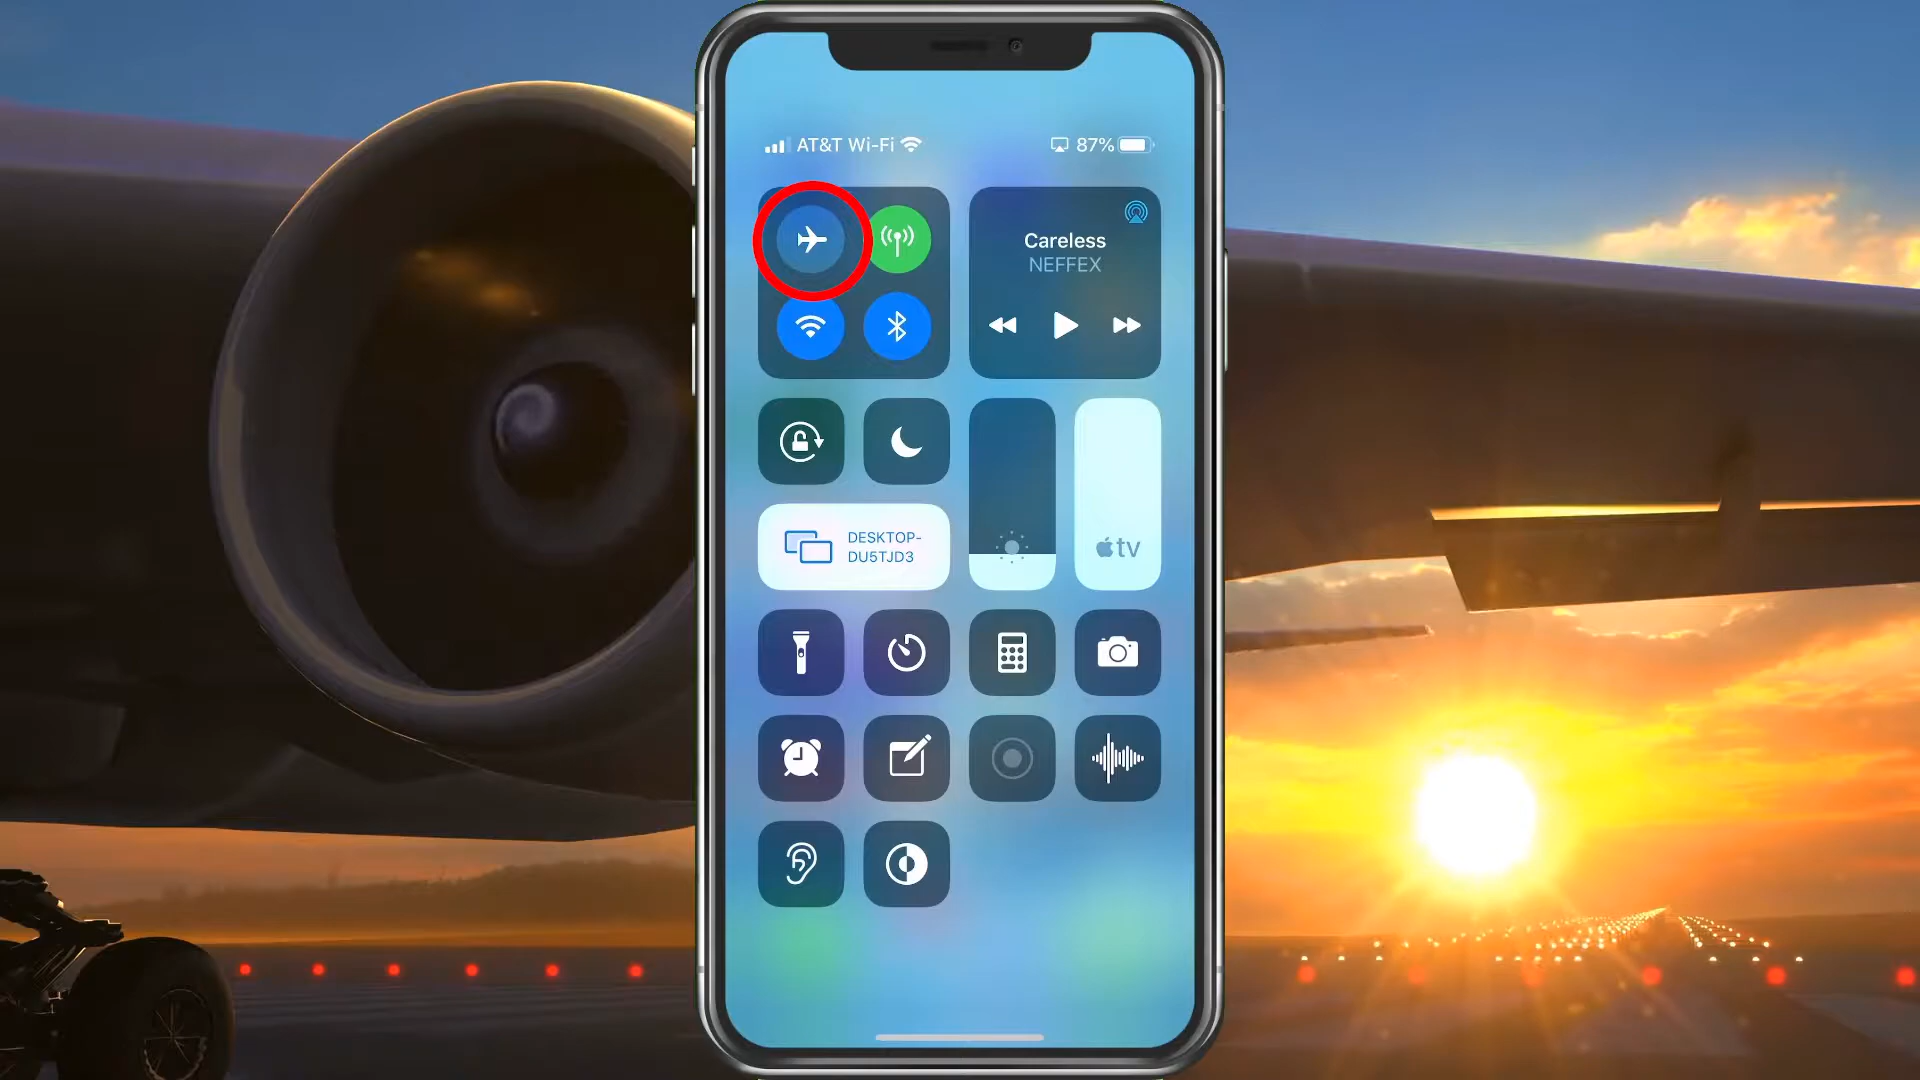 AT&T Wi-Fi
87%
Careless
NEFFEX
DESKTOP-
DU5TJD3
tv